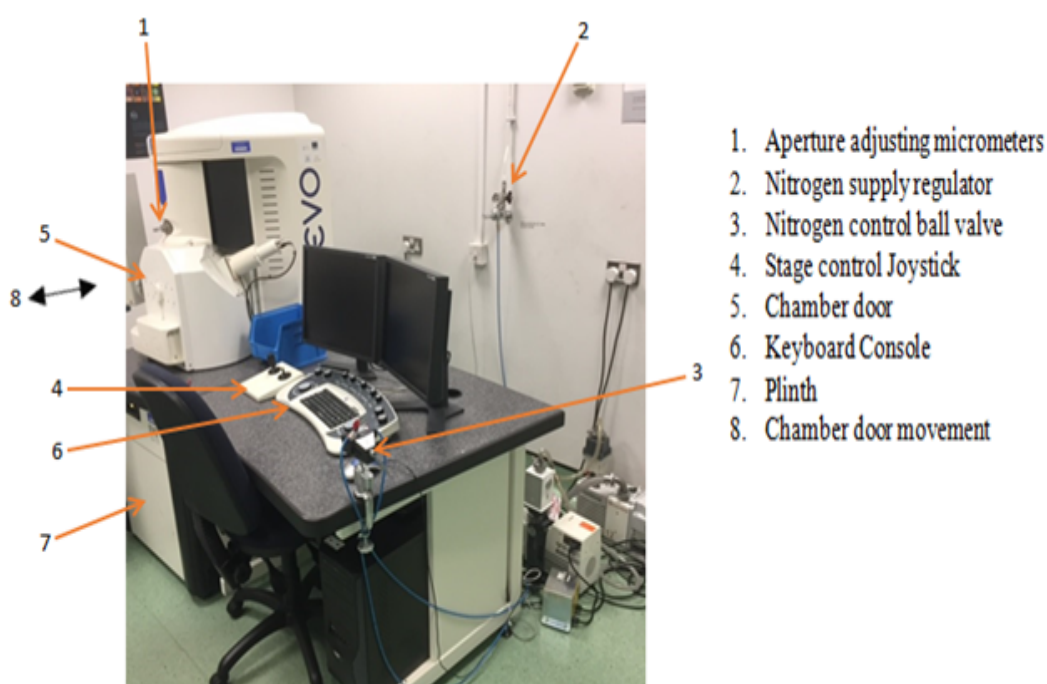 1
2
5
8
4
6
3
7
EVO
1. Aperture adjusting micrometers
2. Nitrogen supply regulator
3. Nitrogen control ball valve
4. Stage control Joystick
5. Chamber door
6. Keyboard Console
7. Plinth
8. Chamber door movement